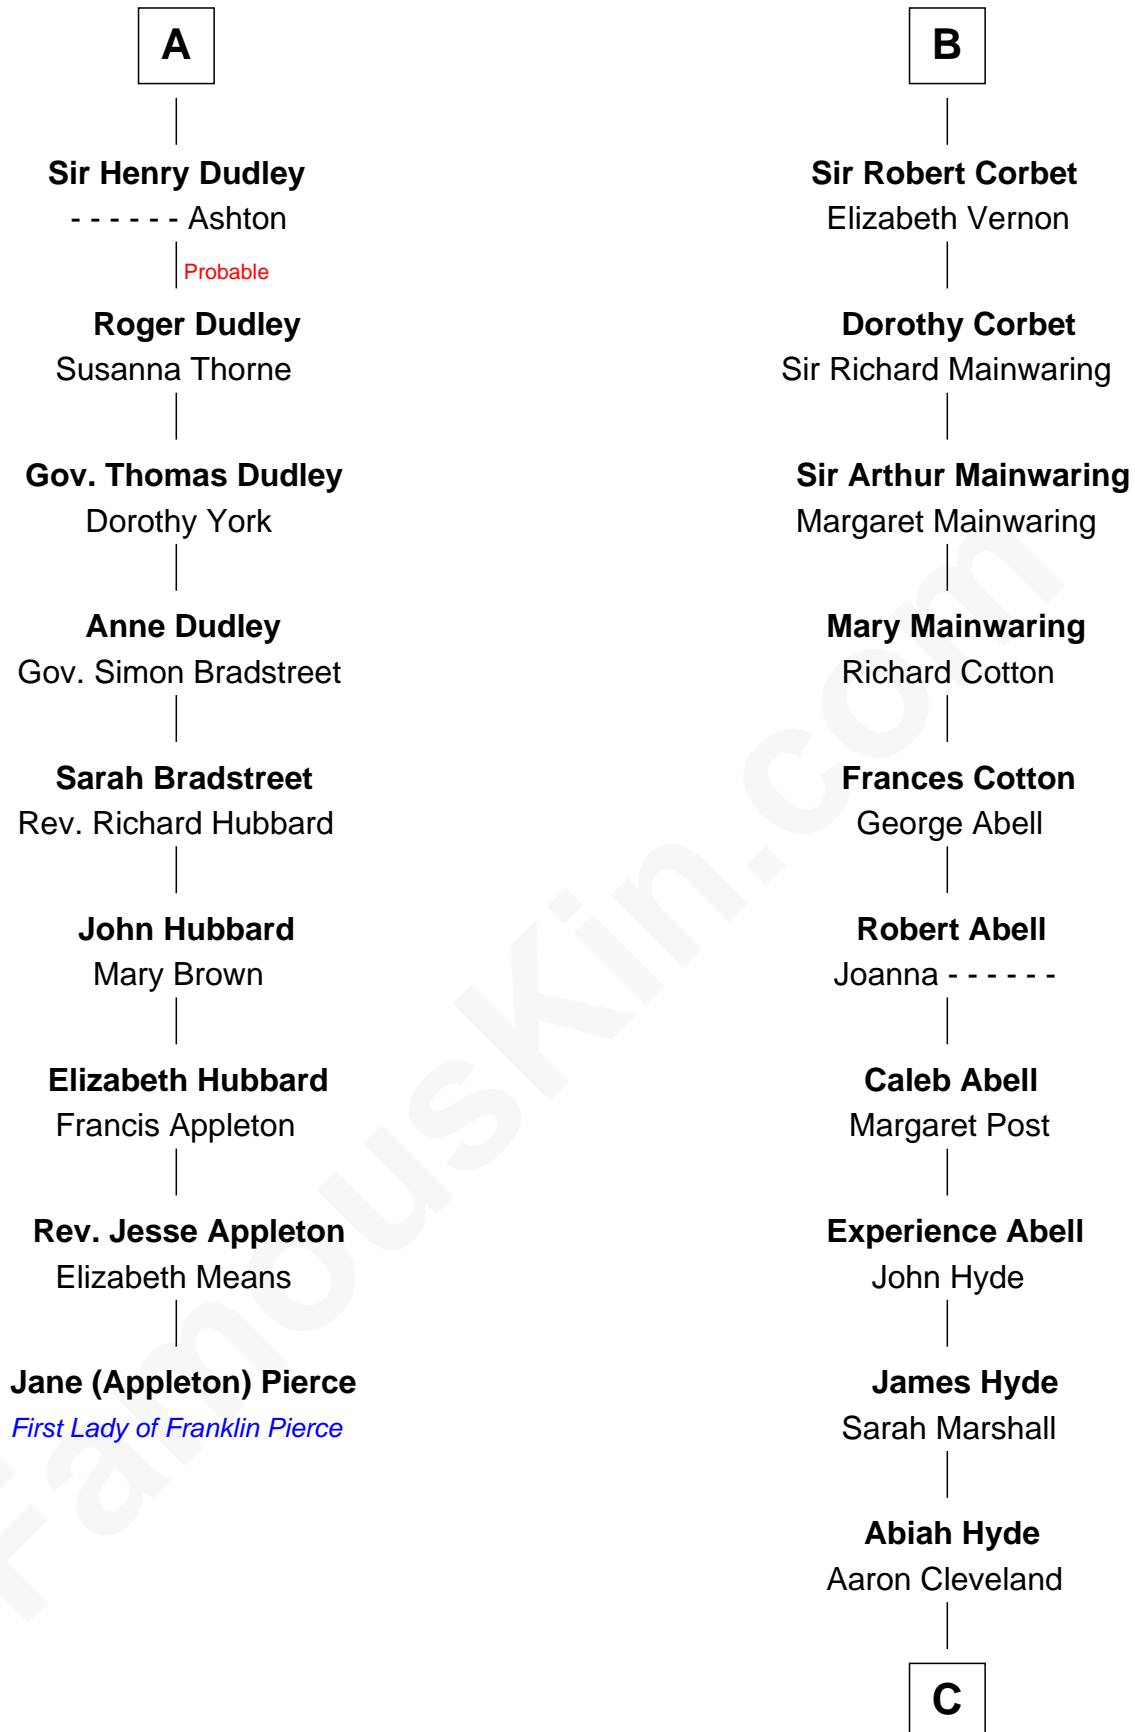 A
Sir Henry Dudley
- - - - - - Ashton
Probable
Roger Dudley
Susanna Thorne
Gov. Thomas Dudley
Dorothy York
Anne Dudley
Gov. Simon Bradstreet
Sarah Bradstreet
Rev. Richard Hubbard
John Hubbard
Mary Brown
Elizabeth Hubbard
Francis Appleton
Rev. Jesse Appleton
Elizabeth Means
Jane (Appleton) Pierce
First Lady of Franklin Pierce
B
Sir Robert Corbet
Elizabeth Vernon
Dorothy Corbet
Sir Richard Mainwaring
Sir Arthur Mainwaring
Margaret Mainwaring
Mary Mainwaring
Richard Cotton
Frances Cotton
George Abell
Robert Abell
Joanna - - - - - -
Caleb Abell
Margaret Post
Experience Abell
John Hyde
James Hyde
Sarah Marshall
Abiah Hyde
Aaron Cleveland
C
FamousKin.com